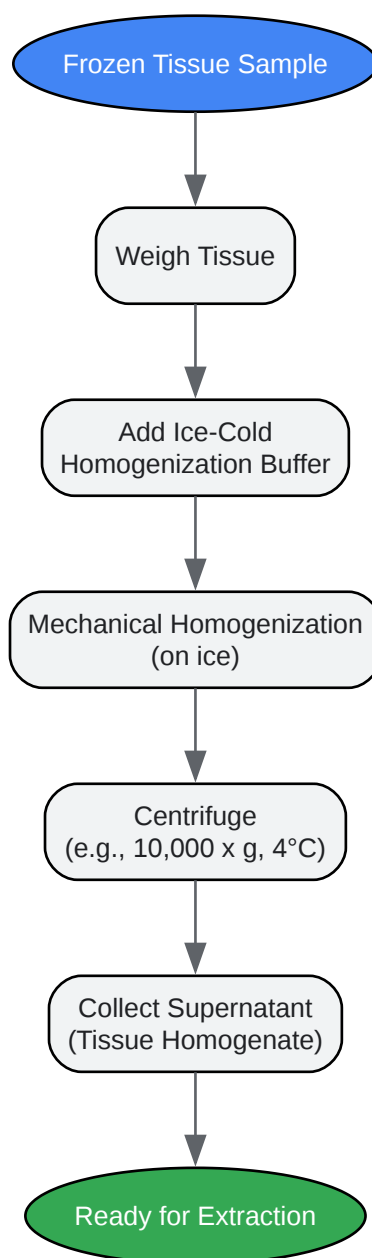 Frozen Tissue Sample
Weigh Tissue
Add Ice-Cold
Homogenization Buffer
Mechanical Homogenization
(on ice)
Centrifuge
(e.g., 10,000 x g, 4°C)
Collect Supernatant
(Tissue Homogenate)
Ready for Extraction